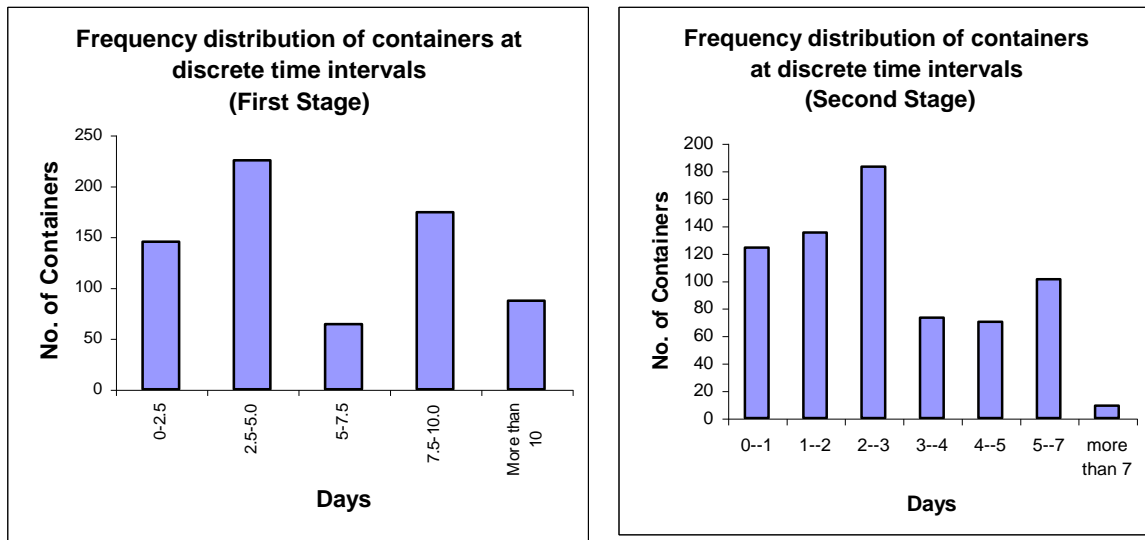 Frequency distribution of containers at
discrete time intervals
(First Stage)
250
200
150
100
50
0
No. of Containers
0-2.5
2.5-5.0
5-7.5
7.5-10.0
More than
10
Days
Frequency distribution of containers
at discrete time intervals
(Second Stage)
200
180
160
140
120
100
80
60
40
20
0
No. of Containers
0--1
1--2
2--3
3--4
4--5
5--7
more
than 7
Days